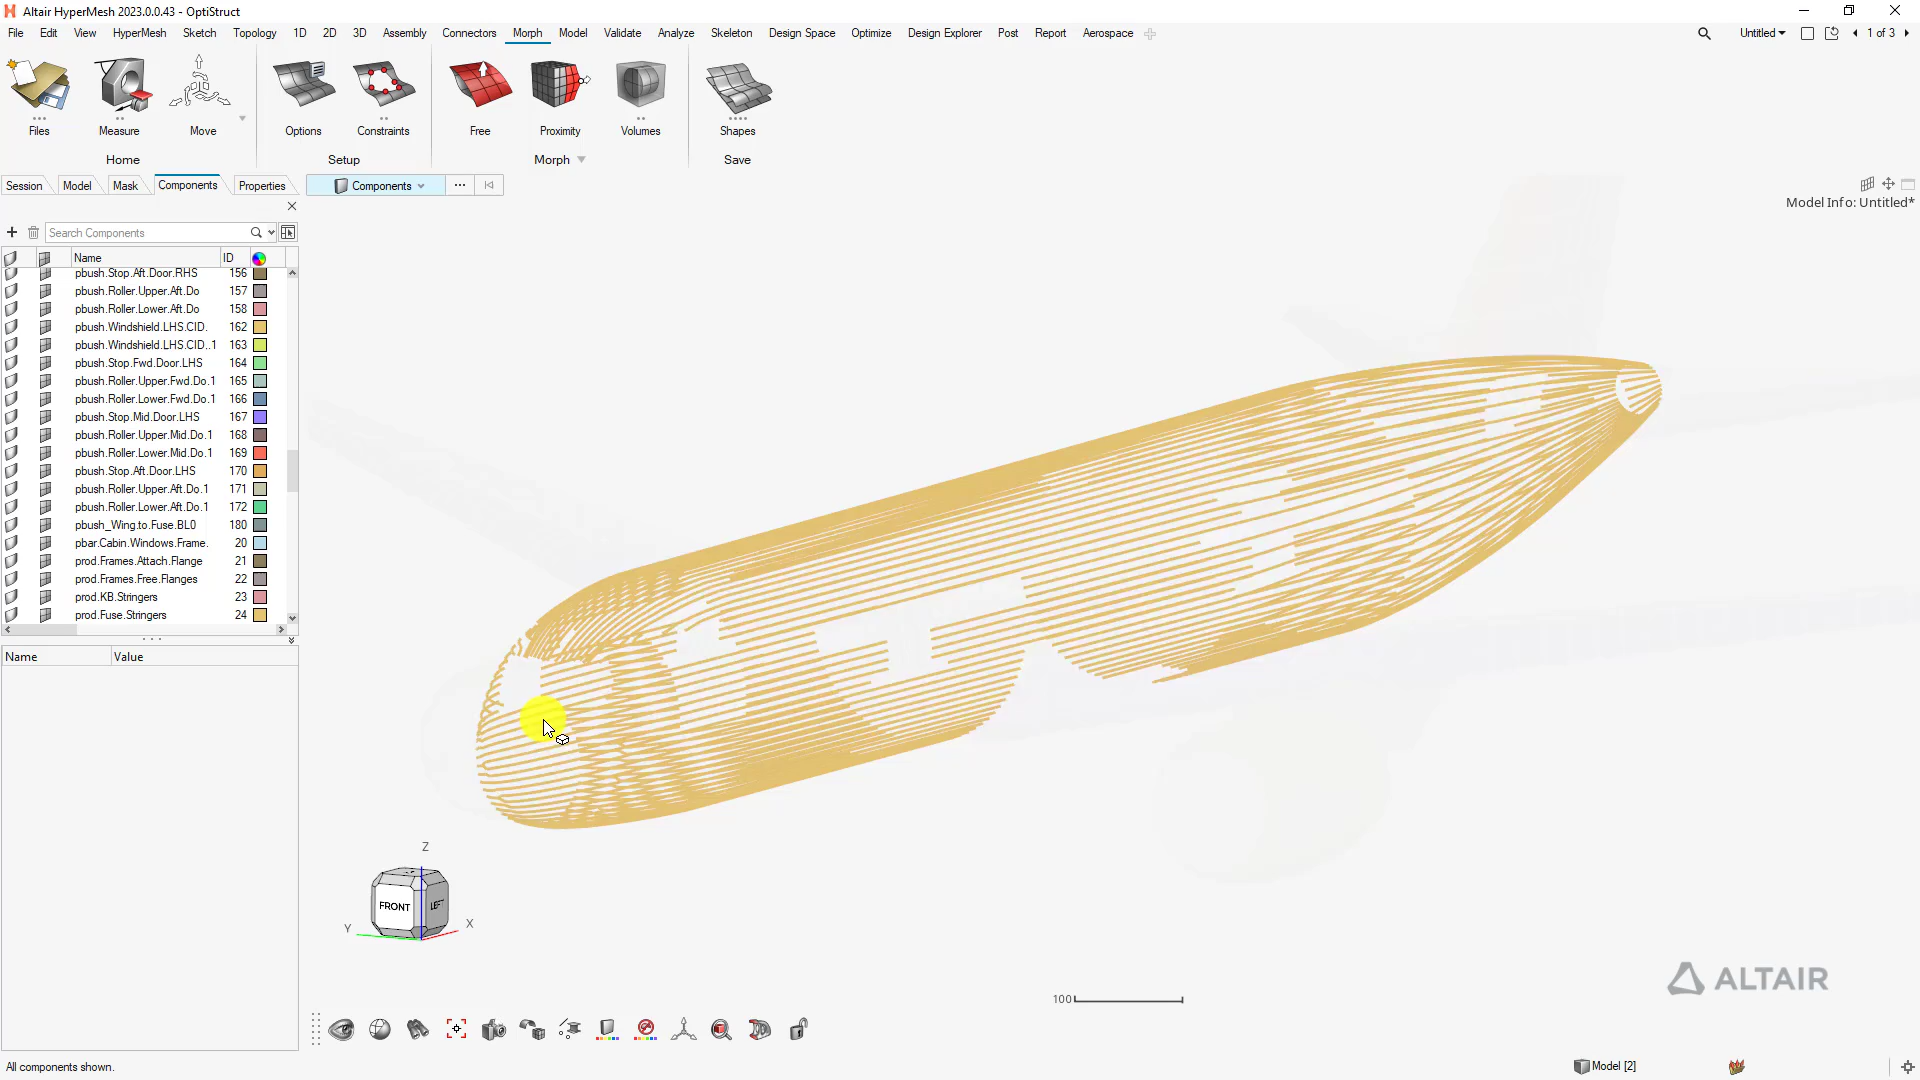 Altair HyperMesh 2023.0.0.43 - OptiStruct
File Edit View HyperMesh Sketch Topology 1D 2D 3D Assembly Connectors Morph Model Validate Analyze Skeleton Design Space Optimize Design Explorer Post Report Aerospace Untitled 1 of 3
Files Measure Move Options Constraints Free Proximity Volumes Shapes
Home Setup Morph Save
Session Model Mask Components Properties Components
Model Info: Untitled*
Search Components
Name ID
pbush.Stop.Aft.Door.RHS 156
pbush.Roller.Upper.Aft.Do 157
pbush.Roller.Lower.Aft.Do 158
pbush.Windshield.LHS.CID. 162
pbush.Windshield.LHS.CID..1 163
pbush.Stop.Fwd.Door.LHS 164
pbush.Roller.Upper.Fwd.Do.1 165
pbush.Roller.Lower.Fwd.Do.1 166
pbush.Stop.Mid.Door.LHS 167
pbush.Roller.Upper.Mid.Do.1 168
pbush.Roller.Lower.Mid.Do.1 169
pbush.Stop.Aft.Door.LHS 170
pbush.Roller.Upper.Aft.Do.1 171
pbush.Roller.Lower.Aft.Do.1 172
pbush_Wing.to.Fuse.BL0 180
pbar.Cabin.Windows.Frame. 20
prod.Frames.Attach.Flange 21
prod.Frames.Free.Flanges 22
prod.KB.Stringers 23
prod.Fuse.Stringers 24
Name Value
Z
FRONT LEFT
Y X
ALTAIR
100
All components shown.
Model [2]